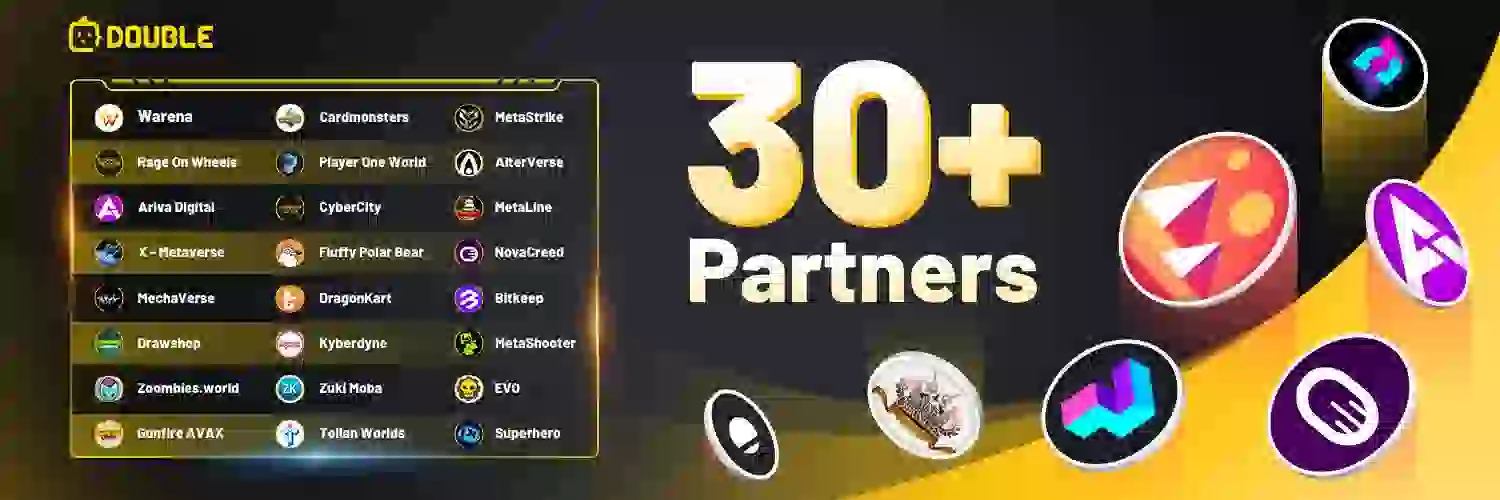 DOUBLE
Warena Cardmonsters MetaStrike
Rage On Wheels Player One World AlterVerse
Ariva Digital CyberCity MetaLine
X - Metaverse Fluffy Polar Bear NovaCreed
MechaVerse DragonKart Bitkeep
Drawshop Kyberdyne MetaShooter
Zoombies.world Zuki Moba EVO
Gunfire AVAX Tollan Worlds Superhero
ZK
30+
Partners